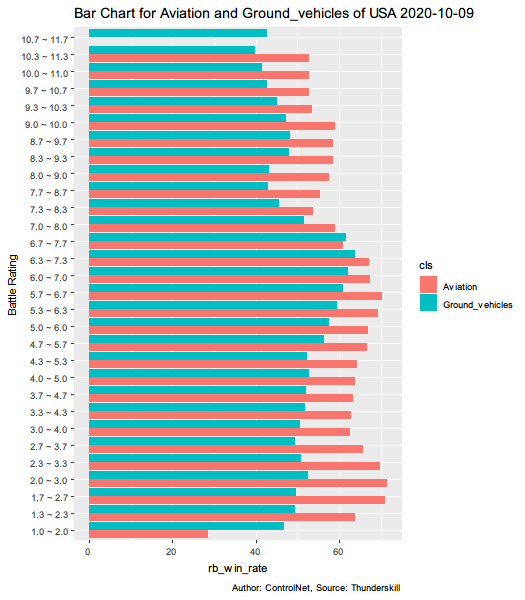 Bar Chart for Aviation and Ground_vehicles of USA 2020-10-09
10.7 ~ 11.7
10.3 ~ 11.3
10.0 ~ 11.0
9.7 ~ 10.7
9.3 ~ 10.3
9.0 ~ 10.0
8.7 ~ 9.7
8.3 ~ 9.3
8.0 ~ 9.0
7.7 ~ 8.7
7.3 ~ 8.3
7.0 ~ 8.0
6.7 ~ 7.7
6.3 ~ 7.3
6.0 ~ 7.0
5.7 ~ 6.7
5.3 ~ 6.3
5.0 ~ 6.0
4.7 ~ 5.7
4.3 ~ 5.3
4.0 ~ 5.0
3.7 ~ 4.7
3.3 ~ 4.3
3.0 ~ 4.0
2.7 ~ 3.7
2.3 ~ 3.3
2.0 ~ 3.0
1.7 ~ 2.7
1.3 ~ 2.3
1.0 ~ 2.0
Battle Rating
0 20 40 60
rb_win_rate
cls
Aviation
Ground_vehicles
Author: ControlNet, Source: Thunderskill